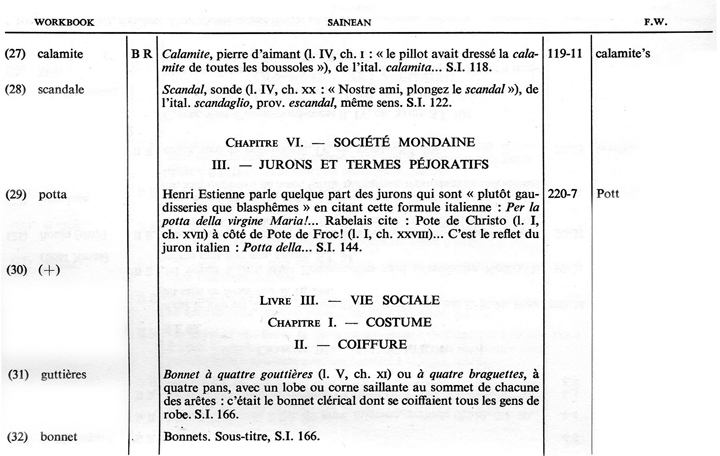 WORKBOOK SAINEAN F.W.
(27) calamite B R Calamite, pierre d'aimant (l. IV, ch. I : « le pillot avait dressé la cala- 119-11 calamite's
mite de toutes les boussoles »), de l'ital. calamita... S.I. 118.
(28) scandale Scandal, sonde (l. IV, ch. XX : « Nostre ami, plongez le scandal »), de
l'ital. scandaglio, prov. escandal, même sens. S.I. 122.
CHAPITRE VI. — SOCIÉTÉ MONDAINE
III. — JURONS ET TERMES PÉJORATIFS
(29) potta Henri Estienne parle quelque part des jurons qui sont « plutôt gau- 220-7 Pott
disseries que blasphèmes » en citant cette formule italienne : Per la
potta della virgine Maria!... Rabelais cite : Pote de Christo (l. I,
ch. XVII) à côté de Pote de Froc! (l. I, ch. XXVIII)... C'est le reflet du
juron italien : Potta della... S.I. 144.
(30) (+)
LIVRE III. — VIE SOCIALE
CHAPITRE I. — COSTUME
II. — COIFFURE
(31) guttières Bonnet à quattre gouttières (l. V, ch. XI) ou à quatre braguettes, à
quatre pans, avec un lobe ou corne saillante au sommet de chacune
des arêtes : c'était le bonnet clérical dont se coiffaient tous les gens de
robe. S.I. 166.
(32) bonnet Bonnets. Sous-titre, S.I. 166.